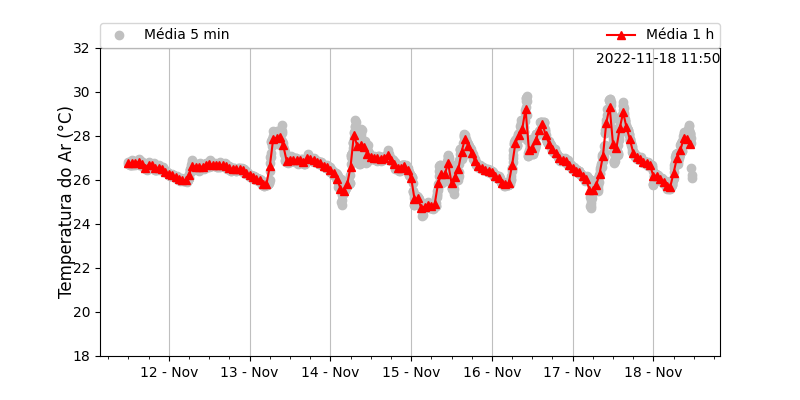 Média 5 min
Média 1 h
2022-11-18 11:50
Temperatura do Ar (°C)
32
30
28
26
24
22
20
18
12 - Nov
13 - Nov
14 - Nov
15 - Nov
16 - Nov
17 - Nov
18 - Nov